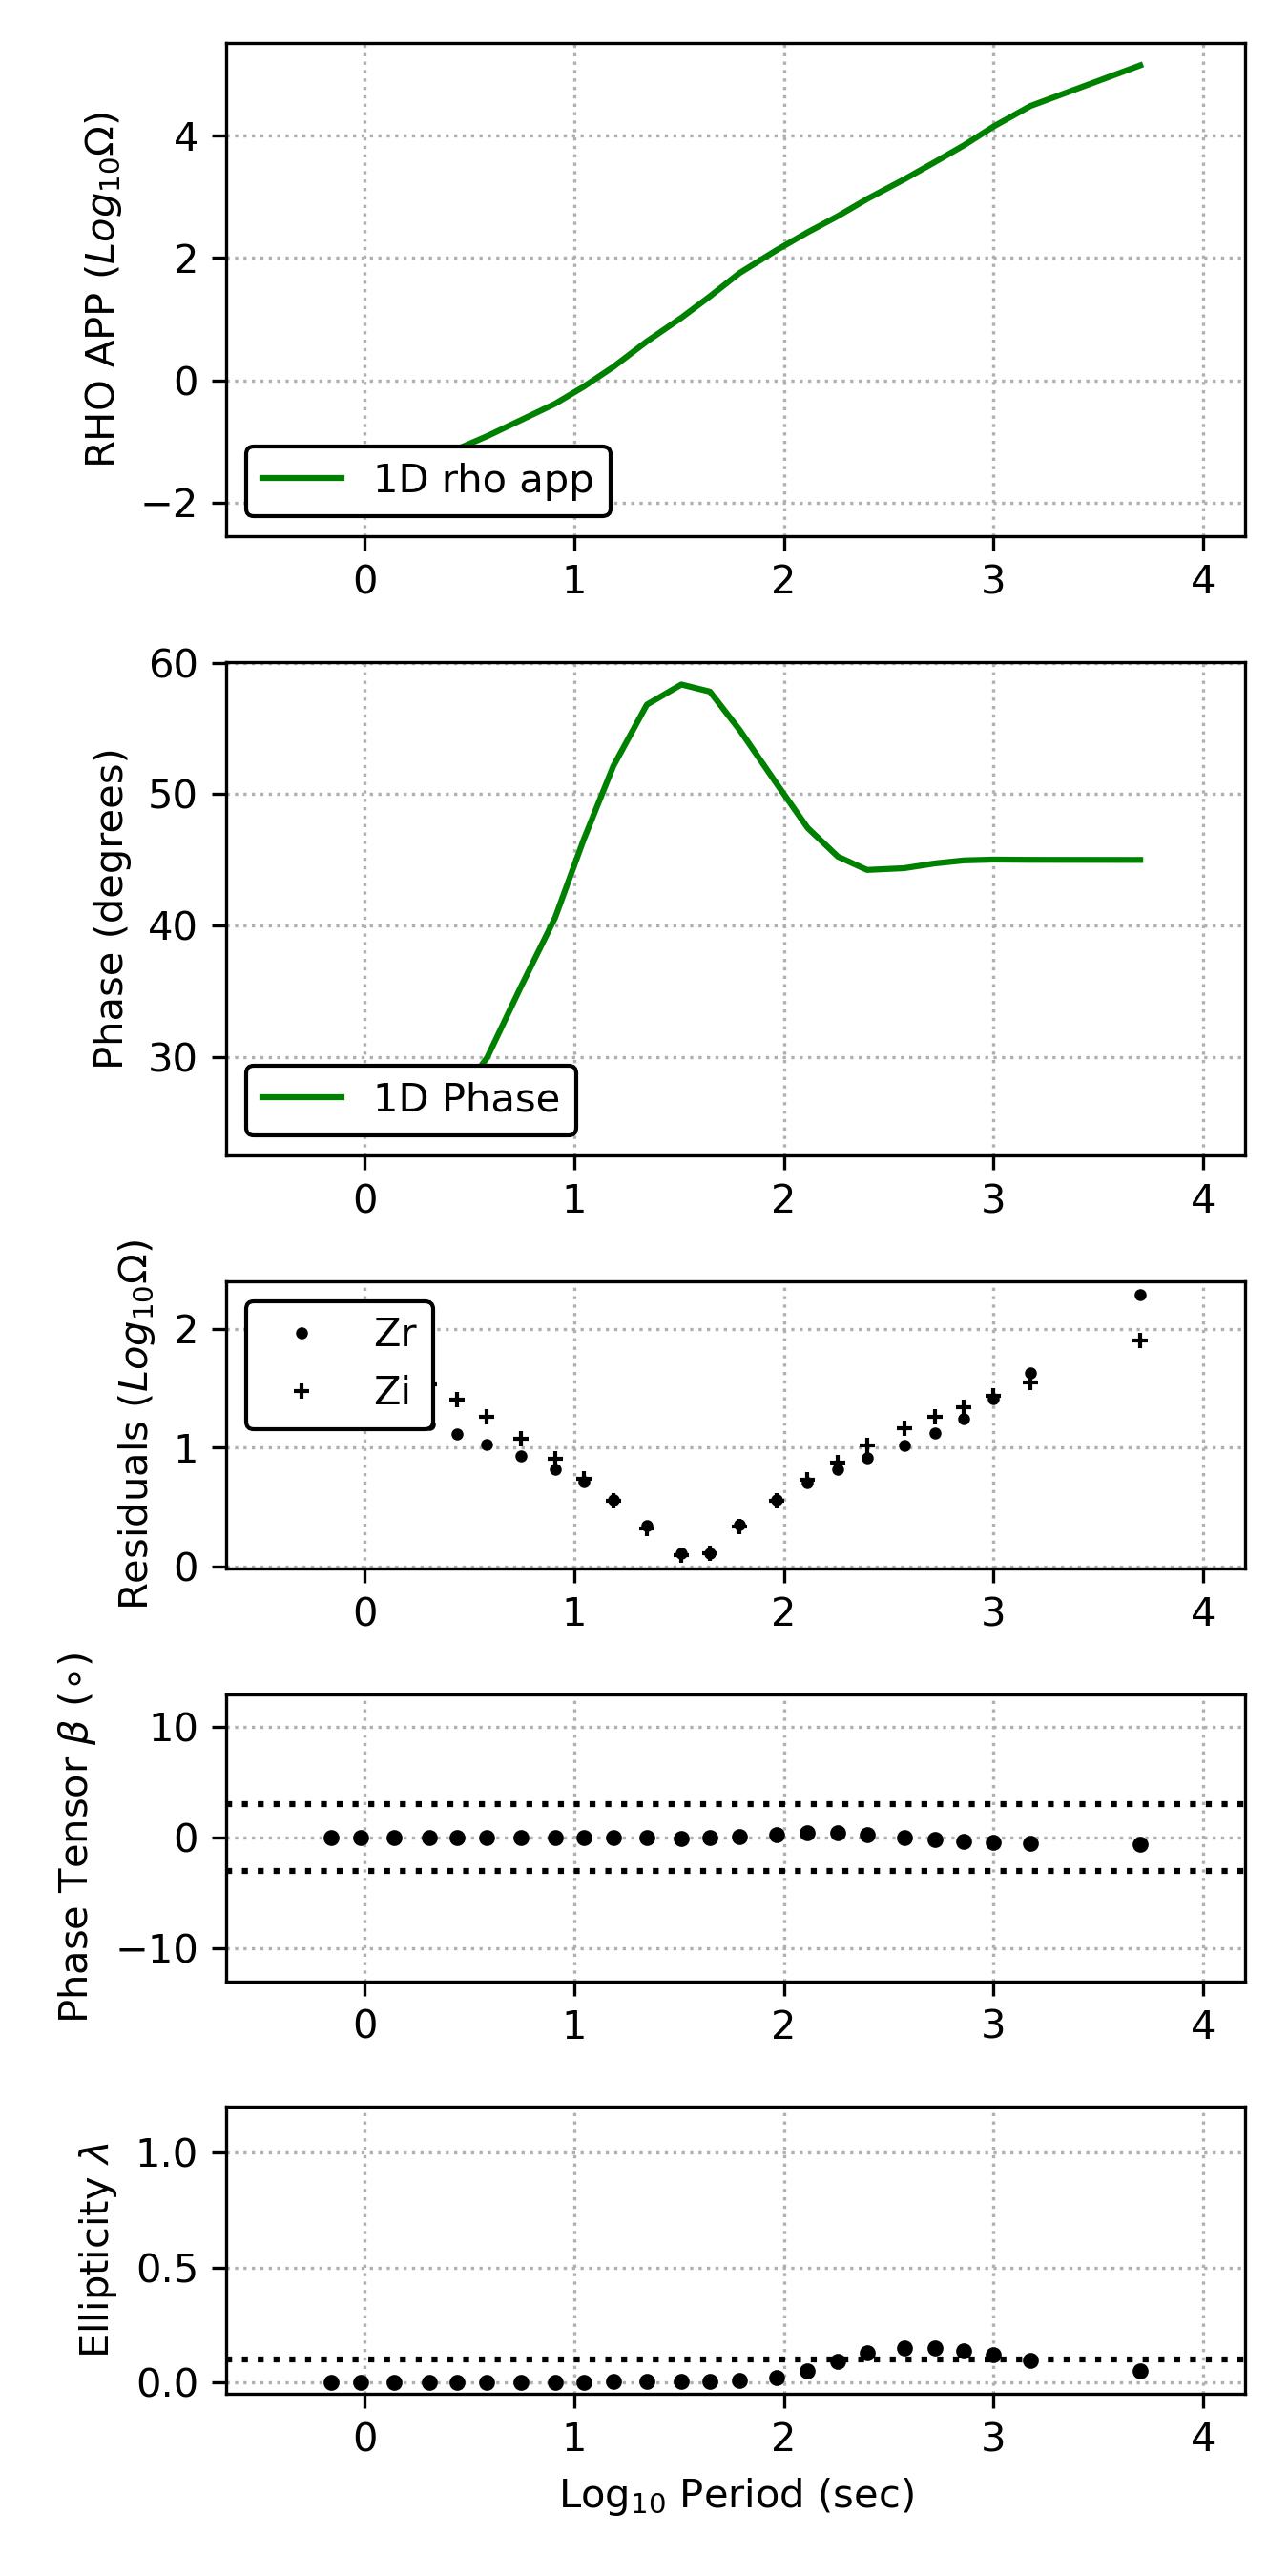 RHO APP (Log₁₀Ω)
4
2
0
−2
1D rho app
0 1 2 3 4
Phase (degrees)
60
50
40
30
1D Phase
0 1 2 3 4
Residuals (Log₁₀Ω)
2
1
0
Zr
Zi
0 1 2 3 4
Phase Tensor β (∘)
10
0
−10
0 1 2 3 4
Ellipticity λ
1.0
0.5
0.0
0 1 2 3 4
Log₁₀ Period (sec)